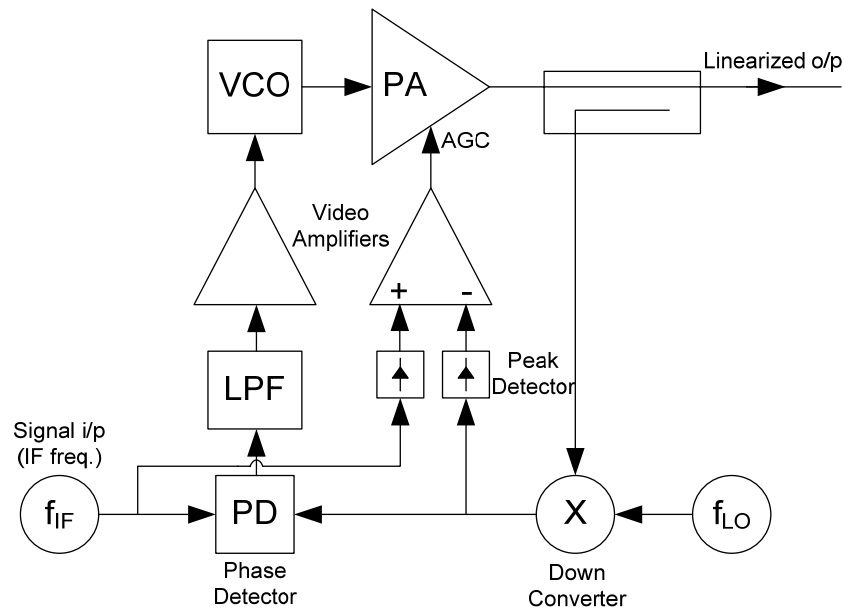 Linearized o/p
VCO
PA
AGC
Video
Amplifiers
+ -
Peak
Detector
LPF
Signal i/p
(IF freq.)
fIF
PD
X
fLO
Phase
Detector
Down
Converter